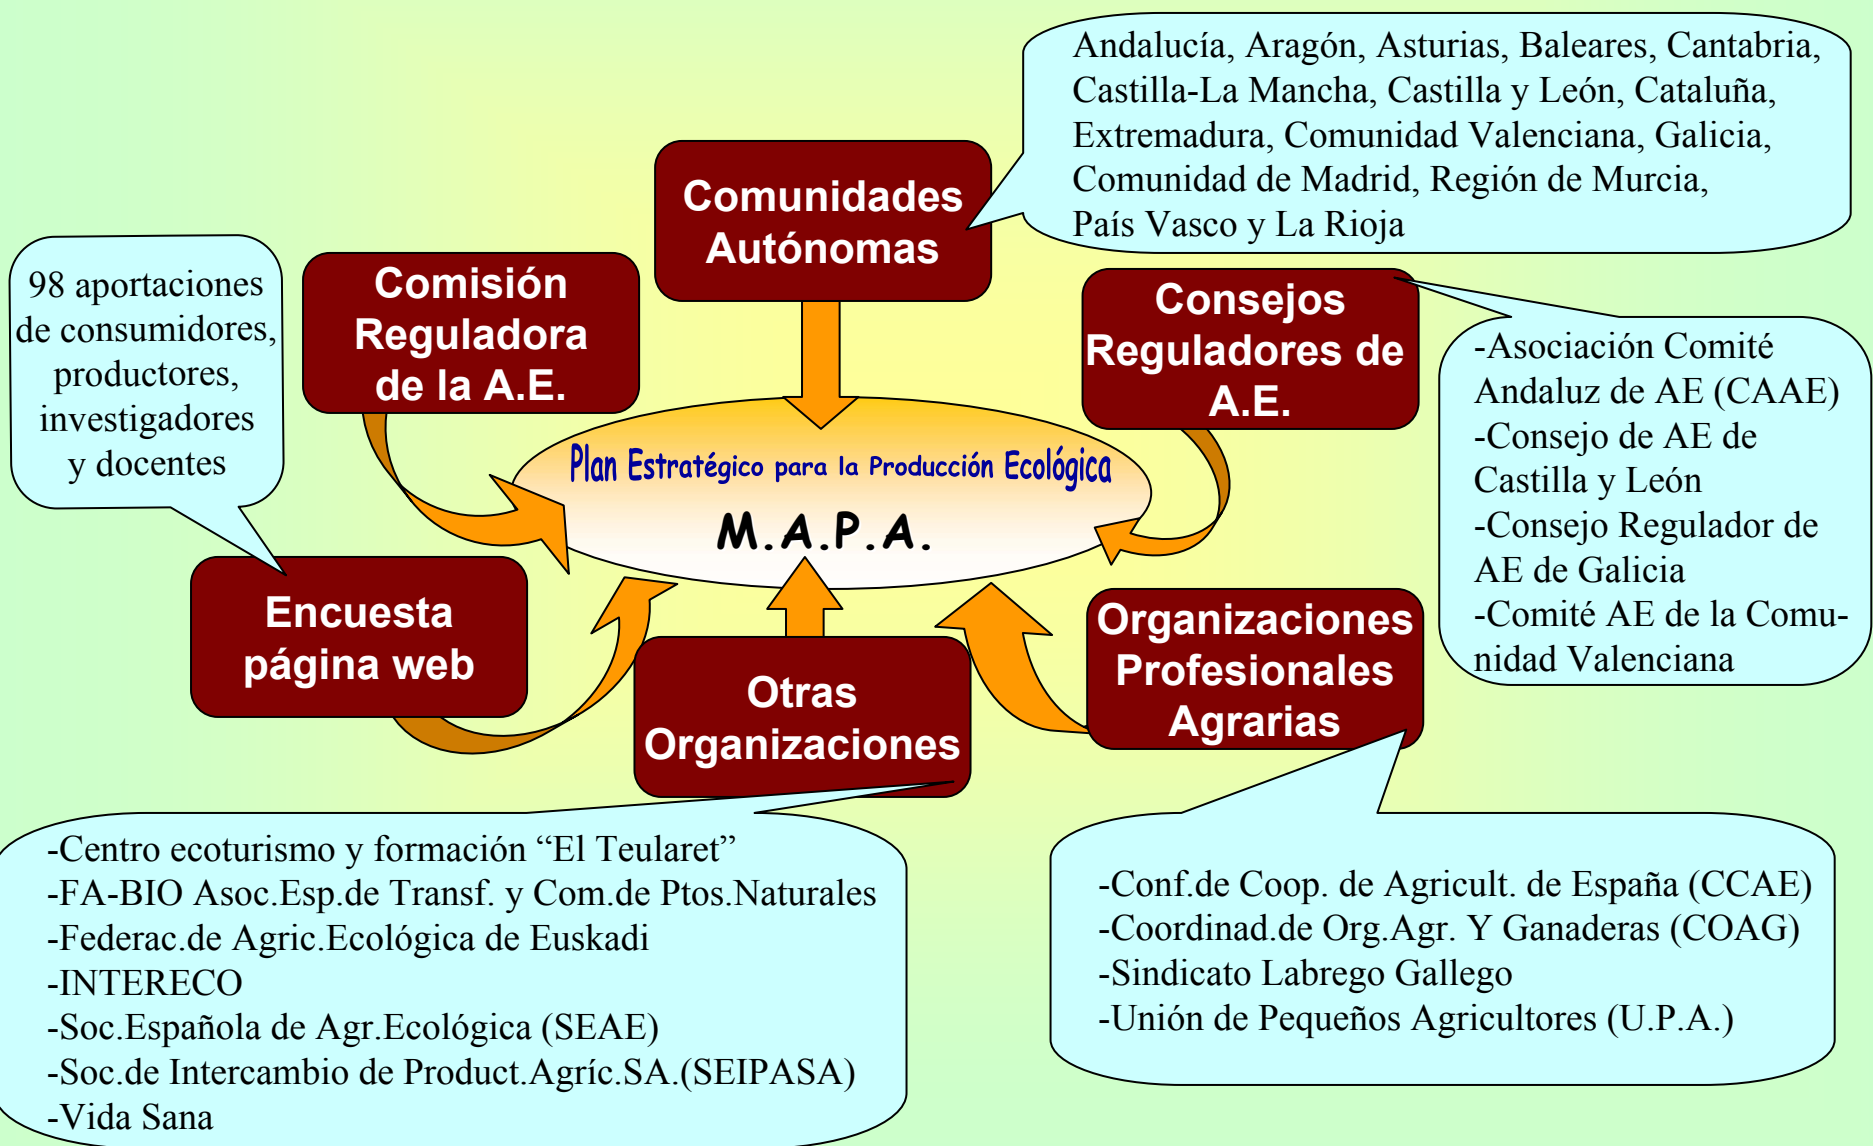 Andalucía, Aragón, Asturias, Baleares, Cantabria,
Castilla-La Mancha, Castilla y León, Cataluña,
Extremadura, Comunidad Valenciana, Galicia,
Comunidad de Madrid, Región de Murcia,
País Vasco y La Rioja
Comunidades
Autónomas
98 aportaciones
de consumidores,
productores,
investigadores
y docentes
Comisión
Reguladora
de la A.E.
Consejos
Reguladores de
A.E.
-Asociación Comité
Andaluz de AE (CAAE)
-Consejo de AE de
Castilla y León
-Consejo Regulador de
AE de Galicia
-Comité AE de la Comu-
nidad Valenciana
Plan Estratégico para la Producción Ecológica
M.A.P.A.
Encuesta
página web
Otras
Organizaciones
Organizaciones
Profesionales
Agrarias
-Centro ecoturismo y formación “El Teularet”
-FA-BIO Asoc.Esp.de Transf. y Com.de Ptos.Naturales
-Federac.de Agric.Ecológica de Euskadi
-INTERECO
-Soc.Española de Agr.Ecológica (SEAE)
-Soc.de Intercambio de Product.Agríc.SA.(SEIPASA)
-Vida Sana
-Conf.de Coop. de Agricult. de España (CCAE)
-Coordinad.de Org.Agr. Y Ganaderas (COAG)
-Sindicato Labrego Gallego
-Unión de Pequeños Agricultores (U.P.A.)